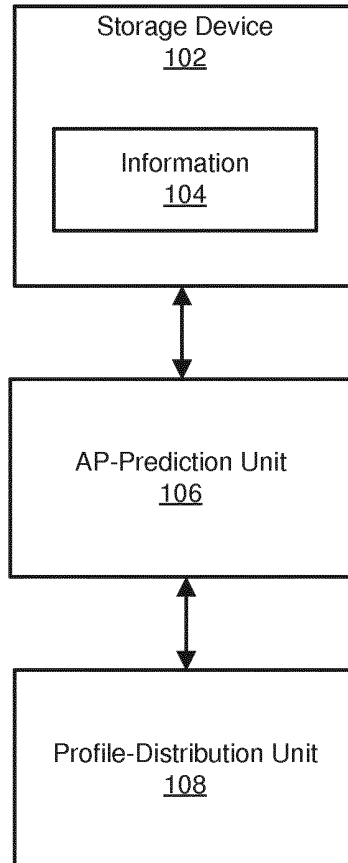 Storage Device
102
Information
104
AP-Prediction Unit
106
Profile-Distribution Unit
108